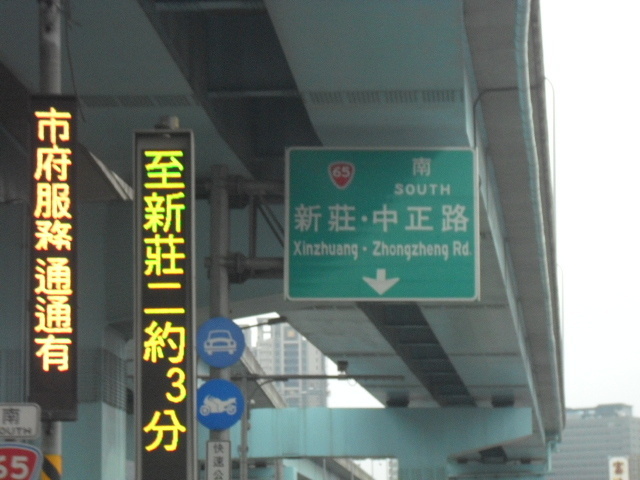 市府服務 通通有
至新莊二約3分
65 南
SOUTH
新莊・中正路
Xinzhuang・Zhongzheng Rd.
南
65
快速公